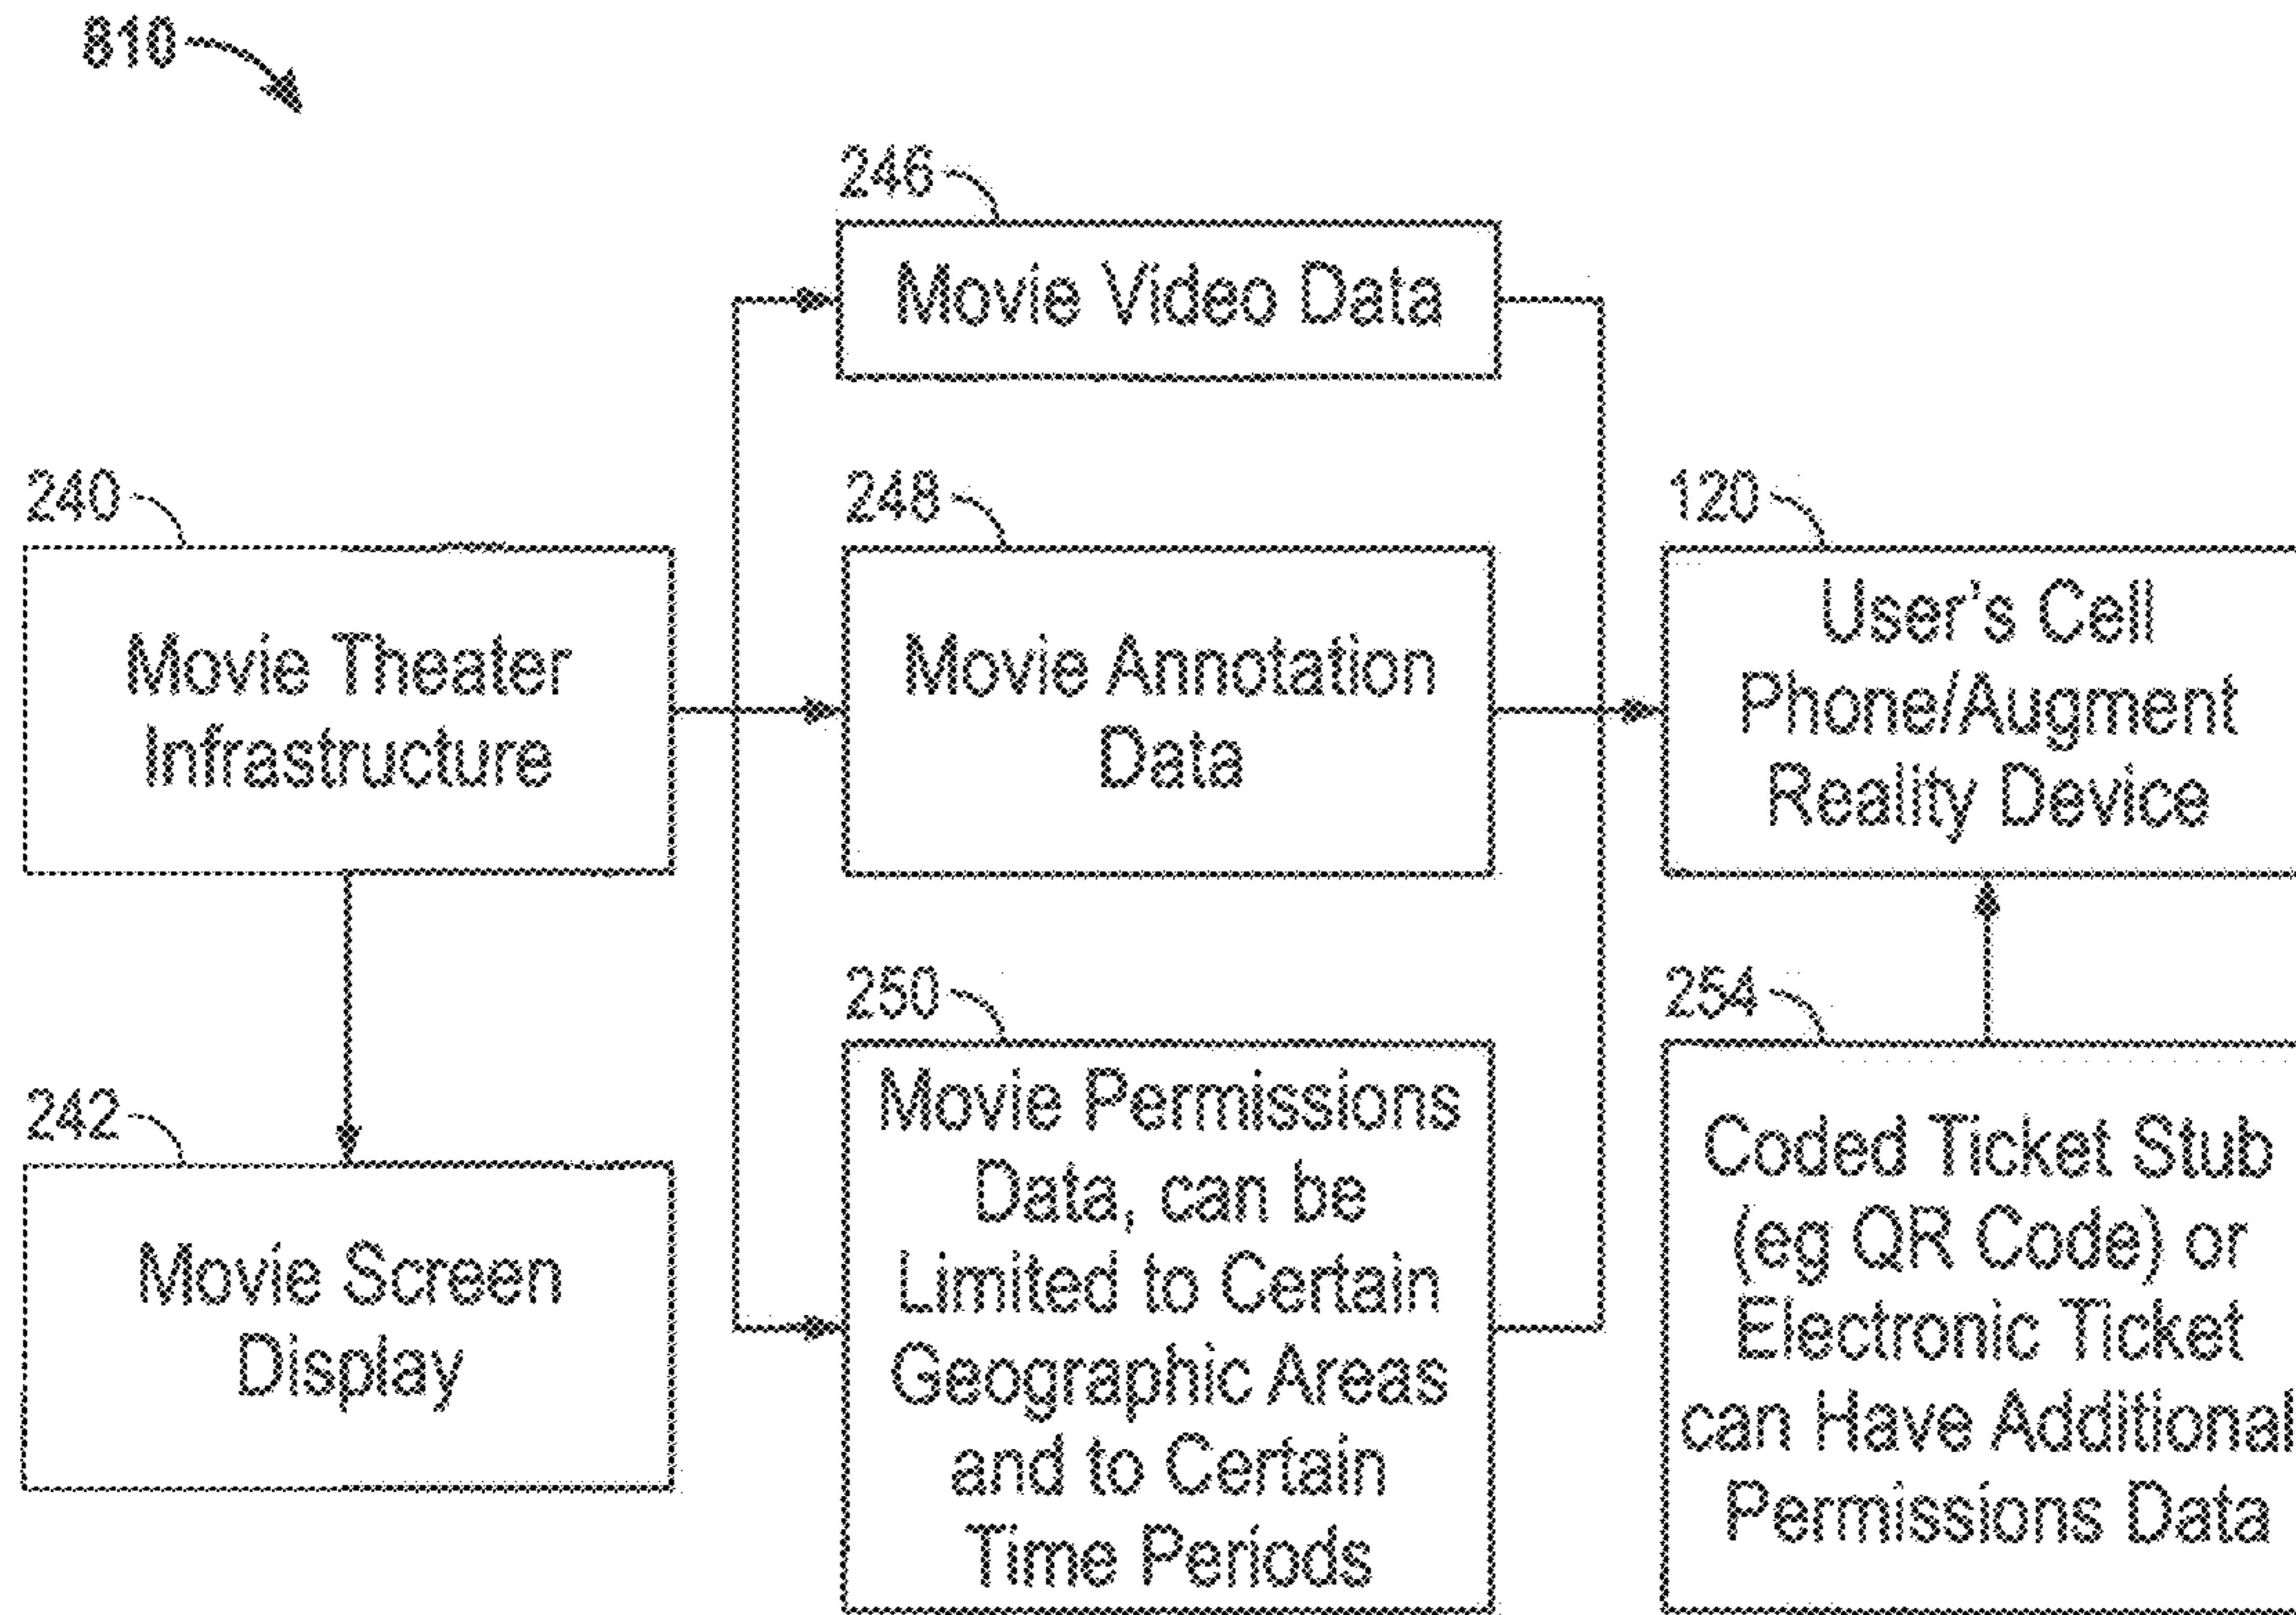 810
246
Movie Video Data
240
Movie Theater
Infrastructure
248
Movie Annotation
Data
120
User's Cell
Phone/Augment
Reality Device
242
Movie Screen
Display
250
Movie Permissions
Data, can be
Limited to Certain
Geographic Areas
and to Certain
Time Periods
254
Coded Ticket Stub
(eg QR Code) or
Electronic Ticket
can Have Additional
Permissions Data